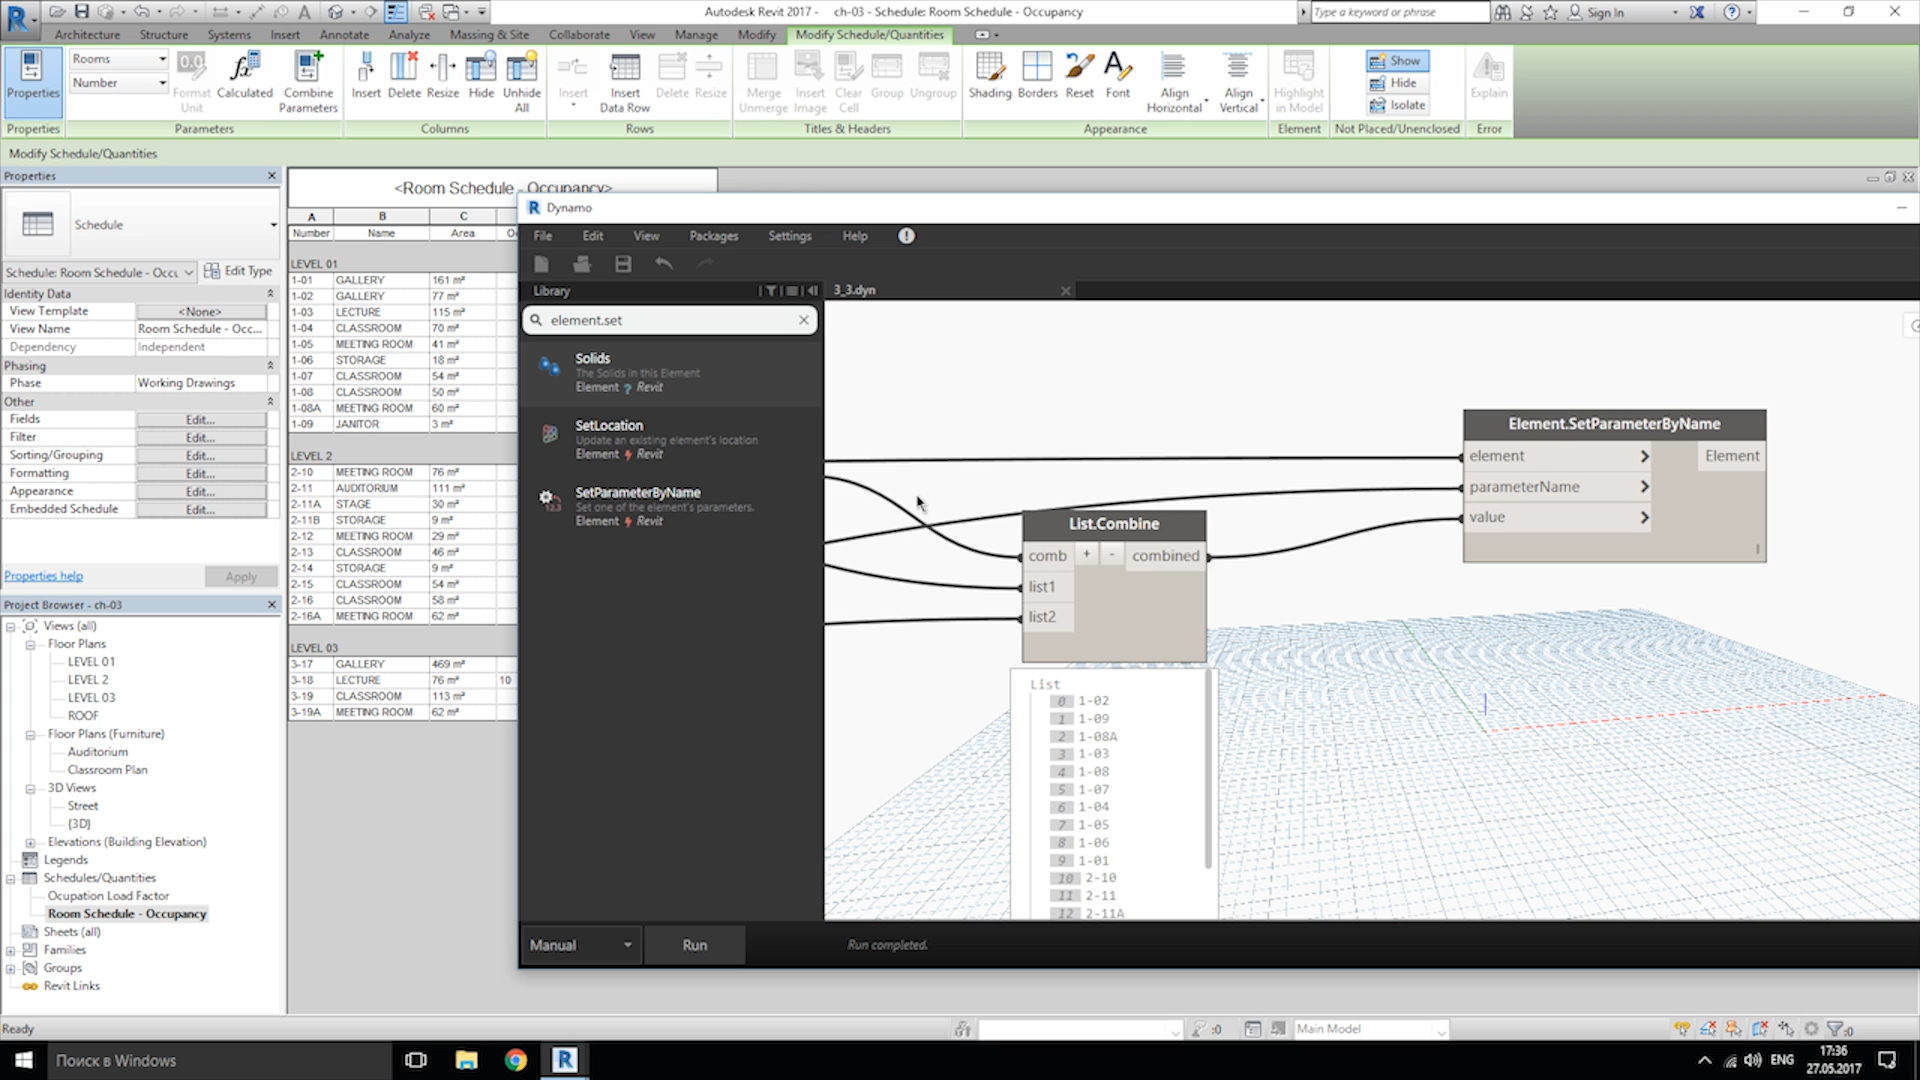 Autodesk Revit 2017 - ch-03 - Schedule: Room Schedule - Occupancy
Type a keyword or phrase
Sign In
Architecture Structure Systems Insert Annotate Analyze Massing & Site Collaborate View Manage Modify Modify Schedule/Quantities
Properties
Rooms
Number
Format Unit
Calculated
Combine Parameters
Insert Delete Resize Hide Unhide All
Insert
Insert Data Row
Delete Resize
Merge Unmerge
Insert Image
Clear Cell
Group Ungroup
Shading Borders Reset Font
Align Horizontal
Align Vertical
Highlight in Model
Show
Hide
Isolate
Explain
Properties Parameters Columns Rows Titles & Headers Appearance Element Not Placed/Unenclosed Error
Modify Schedule/Quantities
Properties
Schedule
Schedule: Room Schedule - Occu
Edit Type
Identity Data
View Template <None>
View Name Room Schedule - Occ...
Dependency Independent
Phasing
Phase Working Drawings
Other
Fields Edit...
Filter Edit...
Sorting/Grouping Edit...
Formatting Edit...
Appearance Edit...
Embedded Schedule Edit...
Properties help
Apply
Project Browser - ch-03
Views (all)
Floor Plans
LEVEL 01
LEVEL 2
LEVEL 03
ROOF
Floor Plans (Furniture)
Auditorium
Classroom Plan
3D Views
Street
{3D}
Elevations (Building Elevation)
Legends
Schedules/Quantities
Ocupation Load Factor
Room Schedule - Occupancy
Sheets (all)
Families
Groups
Revit Links
<Room Schedule - Occupancy>
A B C
Number Name Area O
LEVEL 01
1-01 GALLERY 161 m²
1-02 GALLERY 77 m²
1-03 LECTURE 115 m²
1-04 CLASSROOM 70 m²
1-05 MEETING ROOM 41 m²
1-06 STORAGE 18 m²
1-07 CLASSROOM 54 m²
1-08 CLASSROOM 50 m²
1-08A MEETING ROOM 60 m²
1-09 JANITOR 3 m²
LEVEL 2
2-10 MEETING ROOM 76 m²
2-11 AUDITORIUM 111 m²
2-11A STAGE 30 m²
2-11B STORAGE 9 m²
2-12 MEETING ROOM 29 m²
2-13 CLASSROOM 46 m²
2-14 STORAGE 9 m²
2-15 CLASSROOM 54 m²
2-16 CLASSROOM 58 m²
2-16A MEETING ROOM 62 m²
LEVEL 03
3-17 GALLERY 469 m²
3-18 LECTURE 76 m² 10
3-19 CLASSROOM 113 m²
3-19A MEETING ROOM 62 m²
Dynamo
File Edit View Packages Settings Help
Library
3_3.dyn
element.set
Solids
The Solids in this Element
Element ? Revit
SetLocation
Update an existing element's location
Element Revit
SetParameterByName
Set one of the element's parameters.
Element Revit
Element.SetParameterByName
element > Element
parameterName >
value >
List.Combine
comb + - combined
list1
list2
List
0 1-02
1 1-09
2 1-08A
3 1-03
4 1-08
5 1-07
6 1-04
7 1-05
8 1-06
9 1-01
10 2-10
11 2-11
12 2-11A
Manual
Run
Run completed.
Ready
:0
Main Model
:0
Поиск в Windows
ENG
17:36
27.05.2017